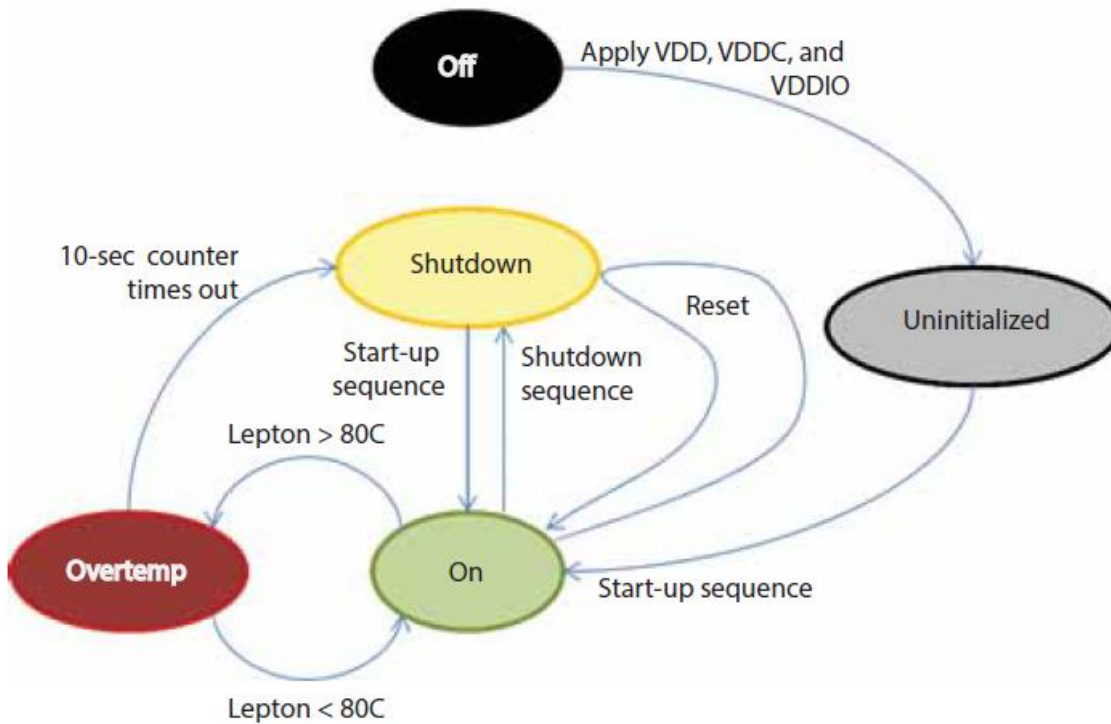 Off
Apply VDD, VDDC, and
VDDIO
10-sec counter
times out
Shutdown
Reset
Uninitialized
Start-up
sequence
Shutdown
sequence
Lepton > 80C
Overtemp
On
Start-up sequence
Lepton < 80C